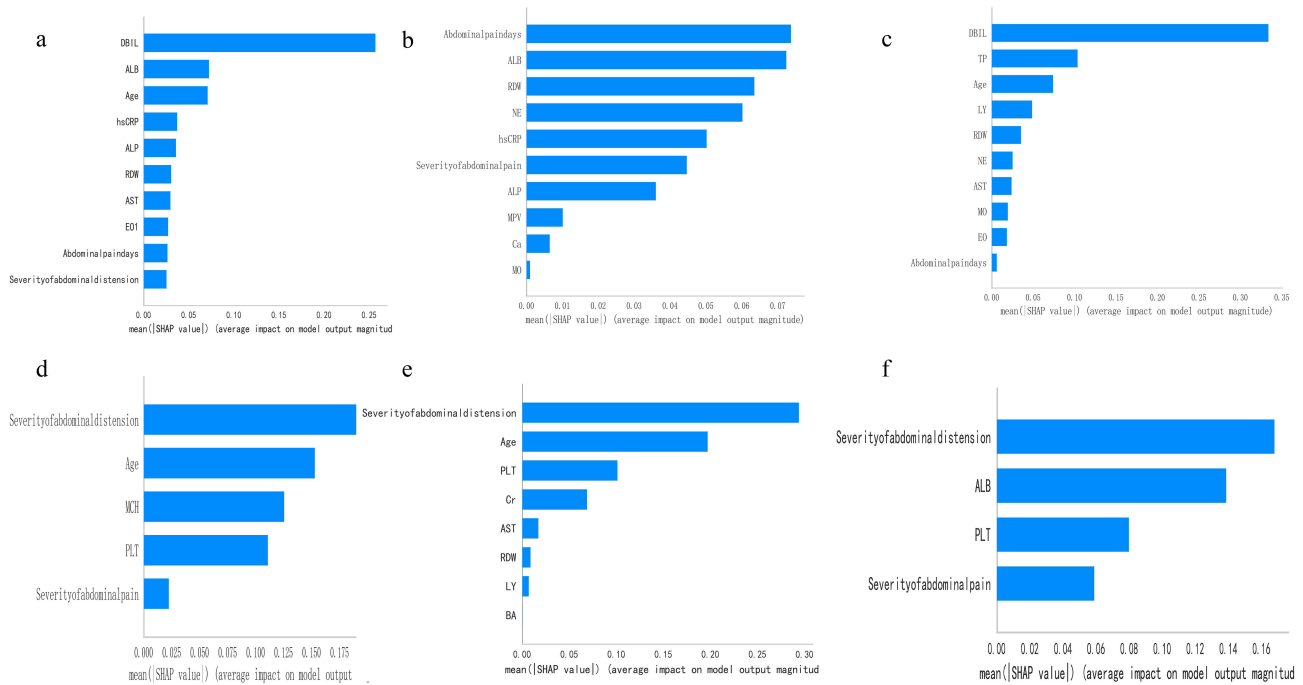 a
DBIL
ALB
Age
hsCRP
ALP
RDW
AST
EO1
Abdominalpaindays
Severityofabdominaldistension
0.00 0.05 0.10 0.15 0.20 0.25
mean(|SHAP value|) (average impact on model output magnitud
b
Abdominalpaindays
ALB
RDW
NE
hsCRP
Severityofabdominalpain
ALP
MPV
Ca
MO
0.00 0.01 0.02 0.03 0.04 0.05 0.06 0.07
mean(|SHAP value|) (average impact on model output magnitude)
c
DBIL
TP
Age
LY
RDW
NE
AST
MO
EO
Abdominalpaindays
0.00 0.05 0.10 0.15 0.20 0.25 0.30 0.35
mean(|SHAP value|) (average impact on model output magnitude)
d
Severityofabdominaldistension
Age
MCH
PLT
Severityofabdominalpain
0.000 0.025 0.050 0.075 0.100 0.125 0.150 0.175
mean(|SHAP value|) (average impact on model output
e
Severityofabdominaldistension
Age
PLT
Cr
AST
RDW
LY
BA
0.00 0.05 0.10 0.15 0.20 0.25 0.30
mean(|SHAP value|) (average impact on model output magnitud
f
Severityofabdominaldistension
ALB
PLT
Severityofabdominalpain
0.00 0.02 0.04 0.06 0.08 0.10 0.12 0.14 0.16
mean(|SHAP value|) (average impact on model output magnitud